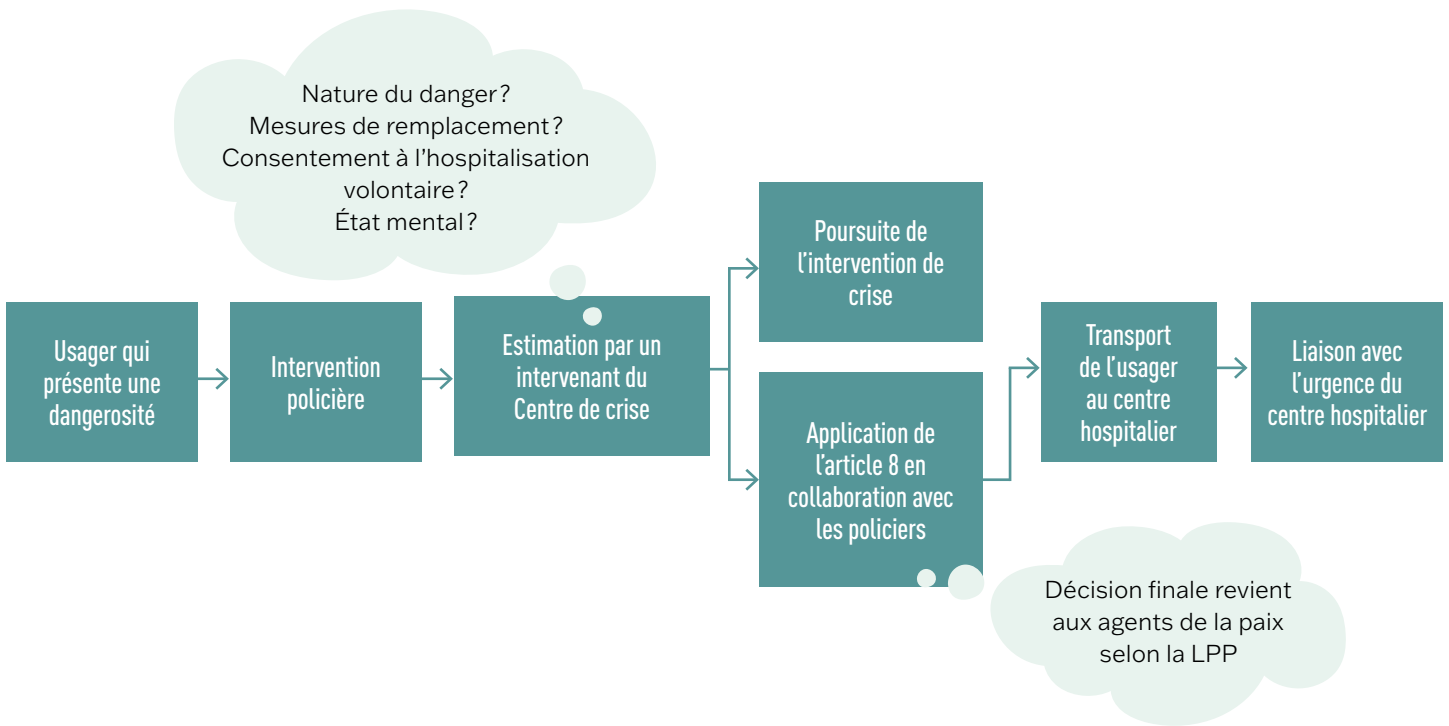 Nature du danger?
Mesures de remplacement?
Consentement à l'hospitalisation
volontaire?
État mental?
Usager qui
présente une
dangerosité
Intervention
policière
Estimation par un
intervenant du
Centre de crise
Poursuite de
l'intervention de
crise
Application de
l'article 8 en
collaboration avec
les policiers
Transport
de l'usager
au centre
hospitalier
Liaison avec
l'urgence du
centre hospitalier
Décision finale revient
aux agents de la paix
selon la LPP